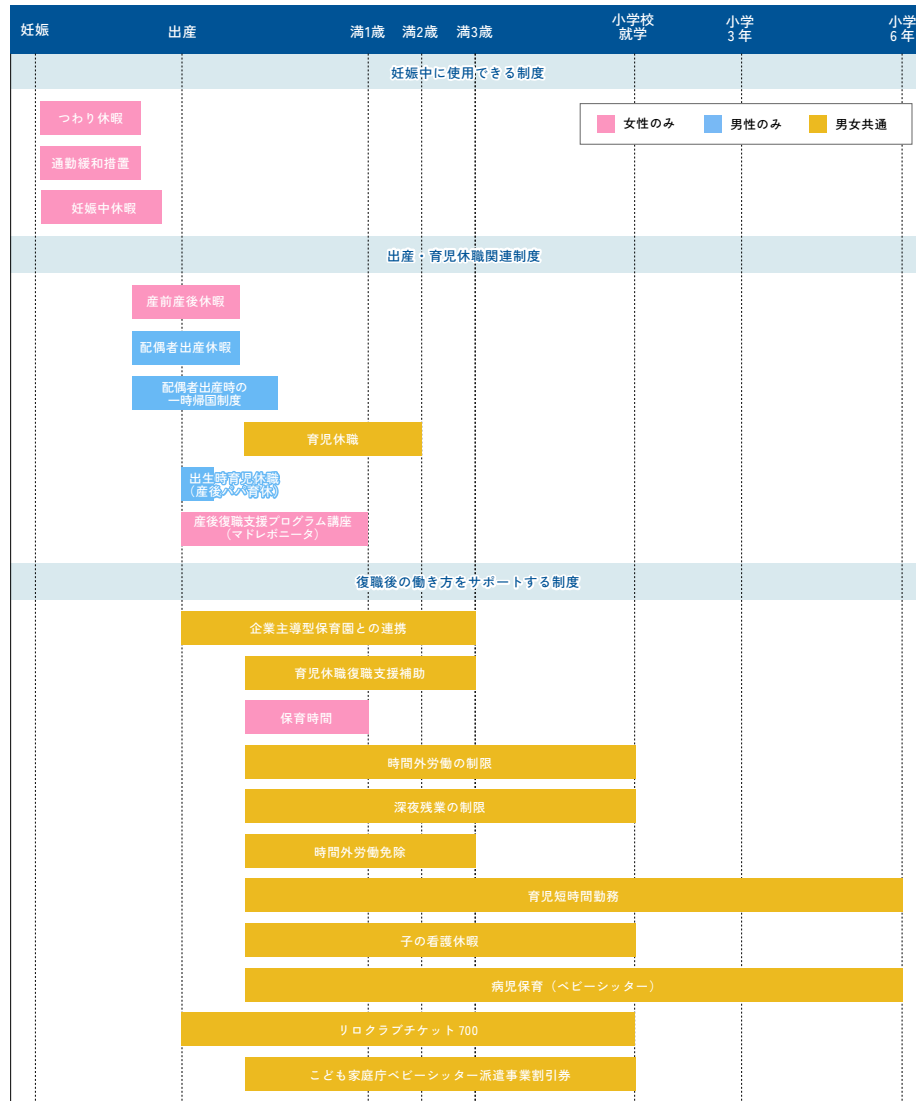 妊娠
出産
満1歳
満2歳
満3歳
小学校
就学
小学
3年
小学
6年
妊娠中に使用できる制度
女性のみ
男性のみ
男女共通
つわり休暇
通勤緩和措置
妊娠中休暇
出産・育児休職関連制度
産前産後休暇
配偶者出産休暇
配偶者出産時の
一時帰国制度
育児休職
出生時育児休職
（産後パパ育休）
産後復職支援プログラム講座
（マドレボニータ）
復職後の働き方をサポートする制度
企業主導型保育園との連携
育児休職復職支援補助
保育時間
時間外労働の制限
深夜残業の制限
時間外労働免除
育児短時間勤務
子の看護休暇
病児保育（ベビーシッター）
リロクラブチケット700
こども家庭庁ベビーシッター派遣事業割引券